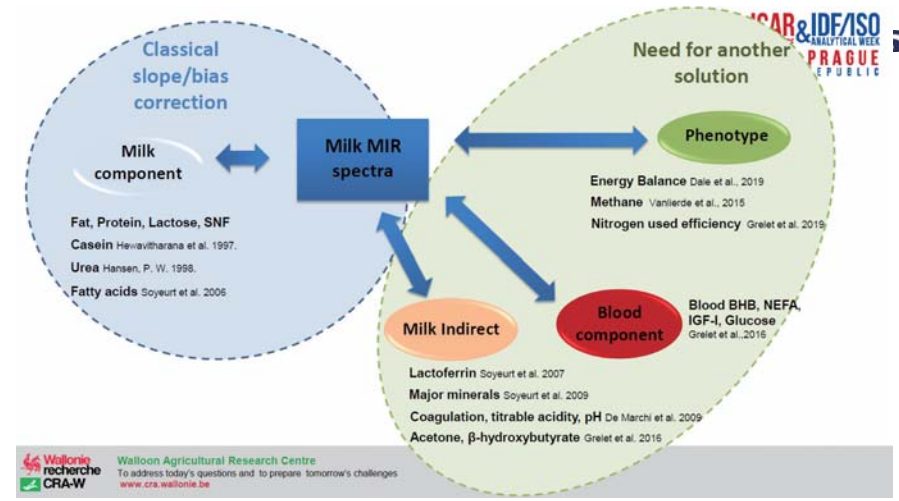 Classical
slope/bias
correction
Need for another
solution
ICAR & IDF/ISO
ANALYTICAL WEEK
PRAGUE
REPUBLIC
Milk
component
Milk MIR
spectra
Phenotype
Fat, Protein, Lactose, SNF
Casein Hewavitharana et al. 1997.
Urea Hansen, P. W. 1998.
Fatty acids Soyeurt et al. 2006
Energy Balance Dale et al., 2019
Methane Vanlierde et al., 2015
Nitrogen used efficiency Grelet et al. 2019
Milk Indirect
Blood
component
Blood BHB, NEFA,
IGF-I, Glucose
Grelet et al.,2016
Lactoferrin Soyeurt et al. 2007
Major minerals Soyeurt et al. 2009
Coagulation, titrable acidity, pH De Marchi et al. 2009
Acetone, β-hydroxybutyrate Grelet et al. 2016
Wallonie
recherche
CRA-W
Walloon Agricultural Research Centre
To address today's questions and to prepare tomorrow's challenges
www.cra.wallonie.be